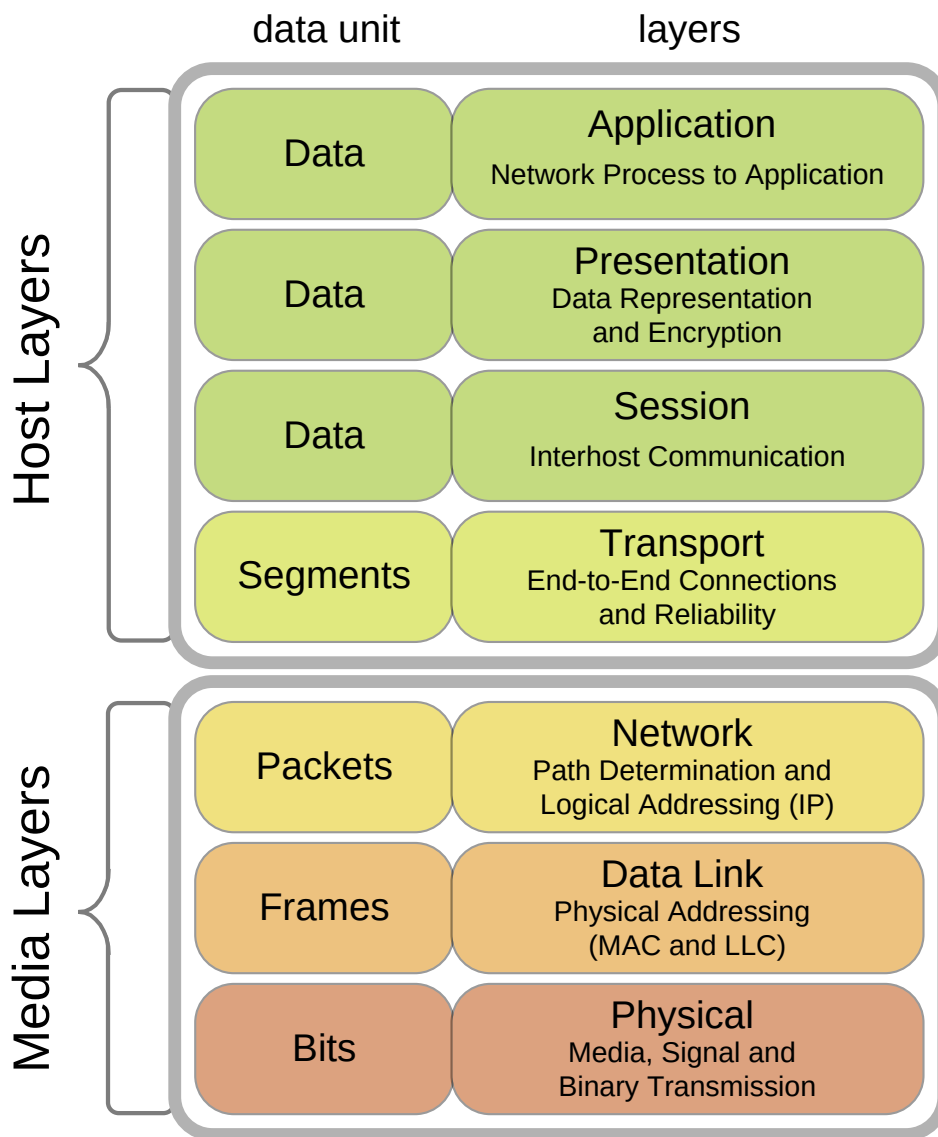 data unit
layers
Host Layers
Data
Application
Network Process to Application
Data
Presentation
Data Representation
and Encryption
Data
Session
Interhost Communication
Segments
Transport
End-to-End Connections
and Reliability
Media Layers
Packets
Network
Path Determination and
Logical Addressing (IP)
Frames
Data Link
Physical Addressing
(MAC and LLC)
Bits
Physical
Media, Signal and
Binary Transmission